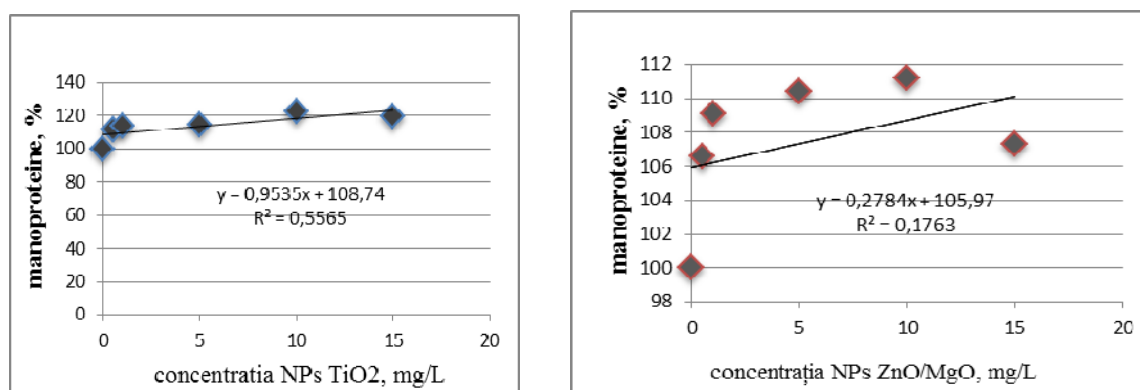 140
120
100
80
60
40
20
0
0 5 10 15 20
manoproteine, %
y = 0,9535x + 108,74
R² = 0,5565
concentratia NPs TiO2, mg/L
112
110
108
106
104
102
100
98
0 5 10 15 20
manoproteine, %
y = 0,2784x + 105,97
R² = 0,1763
concentrația NPs ZnO/MgO, mg/L